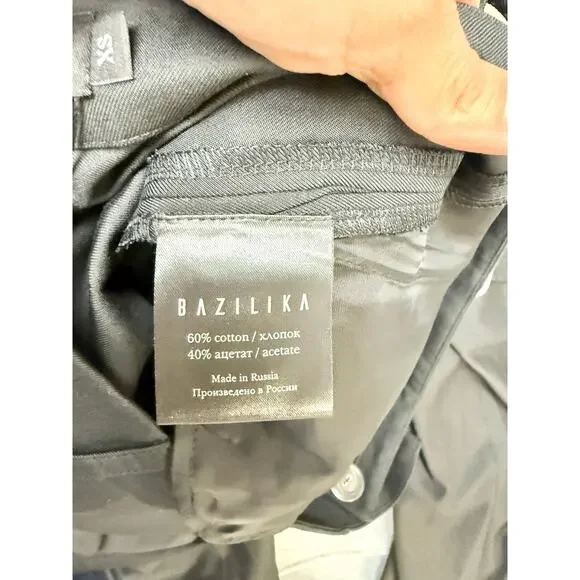 XS
BAZILIKA
60% cotton / хлопок
40% ацетат / acetate
Made in Russia
Произведено в России